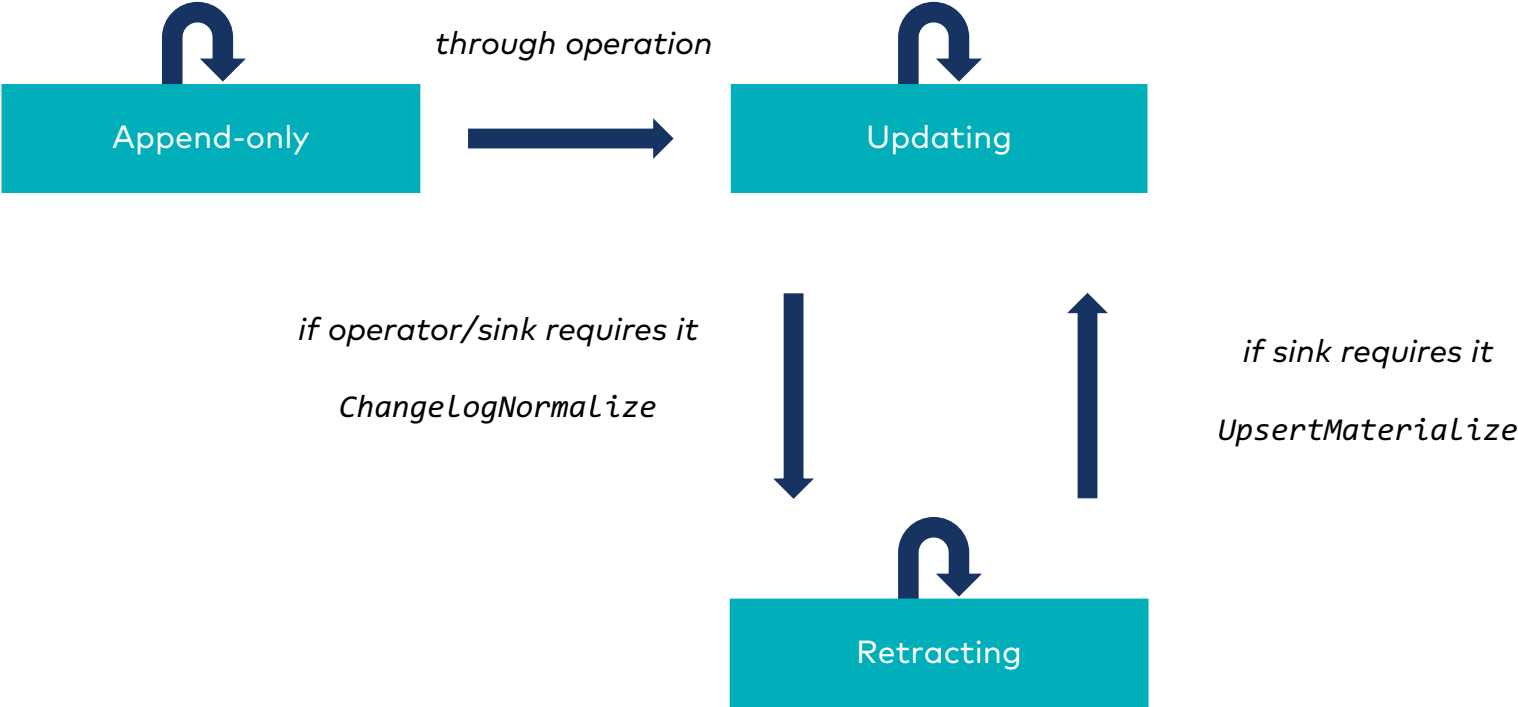 through operation
Append-only
Updating
if operator/sink requires it
ChangelogNormalize
if sink requires it
UpsertMaterialize
Retracting